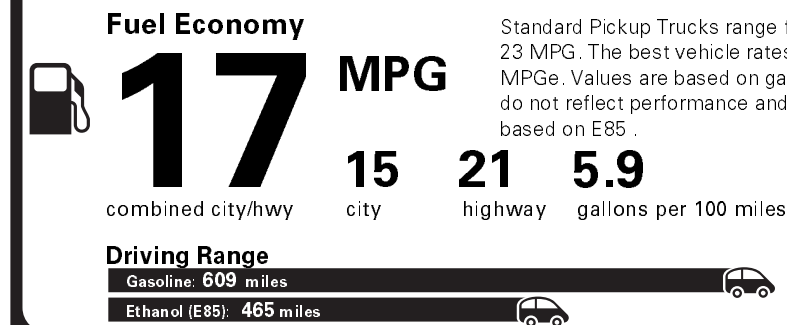 Fuel Economy
17 MPG
combined city/hwy
15
city
21
highway
5.9
gallons per 100 miles
Standard Pickup Trucks range
23 MPG. The best vehicle rates
MPGe. Values are based on
do not reflect performance and
based on E85 .
Driving Range
Gasoline: 609 miles
Ethanol (E85): 465 miles